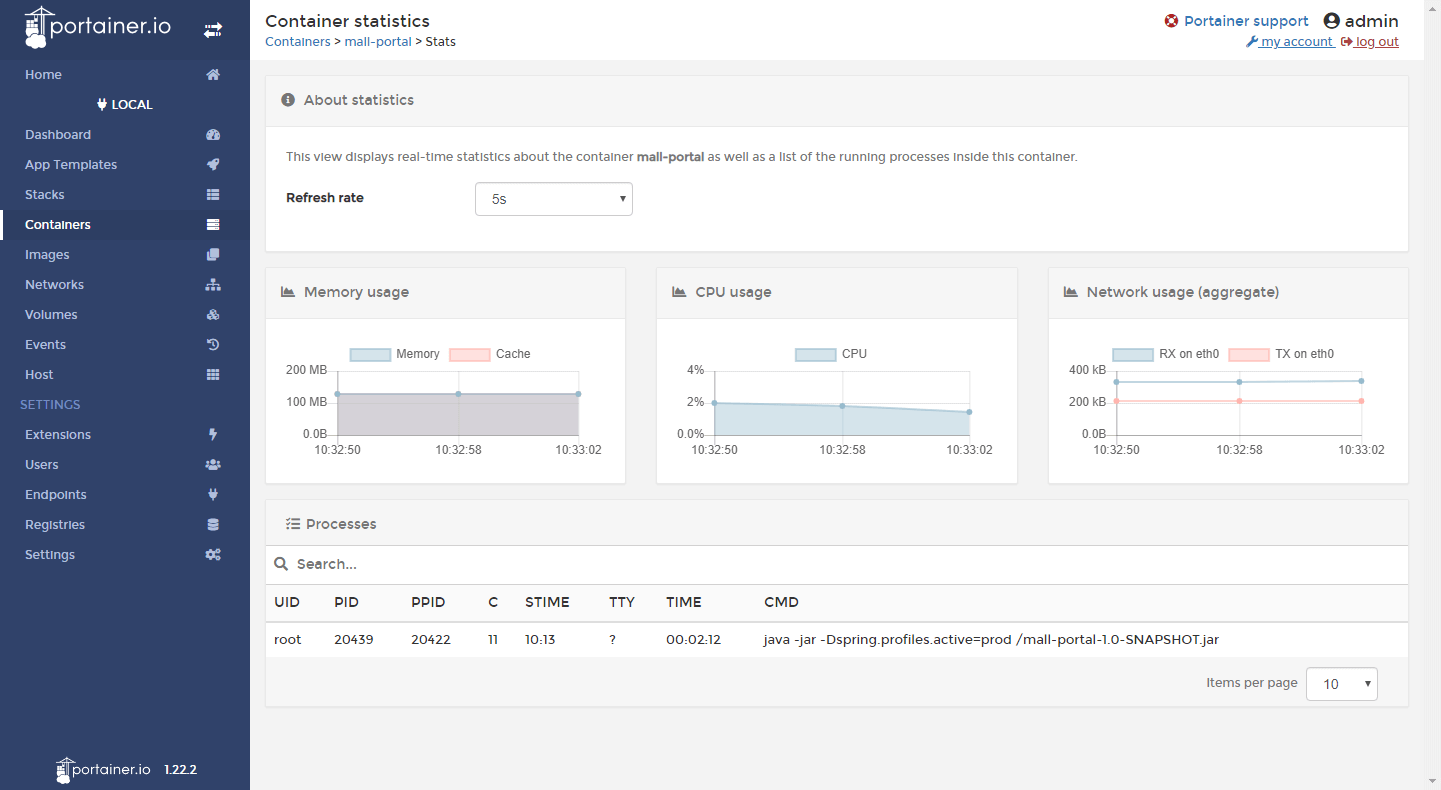 portainer.io
Container statistics
Portainer support admin
Containers > mall-portal > Stats
my account log out
Home
LOCAL
Dashboard
App Templates
Stacks
Containers
Images
Networks
Volumes
Events
Host
SETTINGS
Extensions
Users
Endpoints
Registries
Settings
portainer.io 1.22.2
About statistics
This view displays real-time statistics about the container mall-portal as well as a list of the running processes inside this container.
Refresh rate 5s
Memory usage
Memory Cache
200 MB
100 MB
0.0B
10:32:50 10:32:58 10:33:02
CPU usage
CPU
4%
2%
0.0%
10:32:50 10:32:58 10:33:02
Network usage (aggregate)
RX on eth0 TX on eth0
400 kB
200 kB
0.0B
10:32:50 10:32:58 10:33:02
Processes
Search...
UID PID PPID C STIME TTY TIME CMD
root 20439 20422 11 10:13 ? 00:02:12 java -jar -Dspring.profiles.active=prod /mall-portal-1.0-SNAPSHOT.jar
Items per page 10